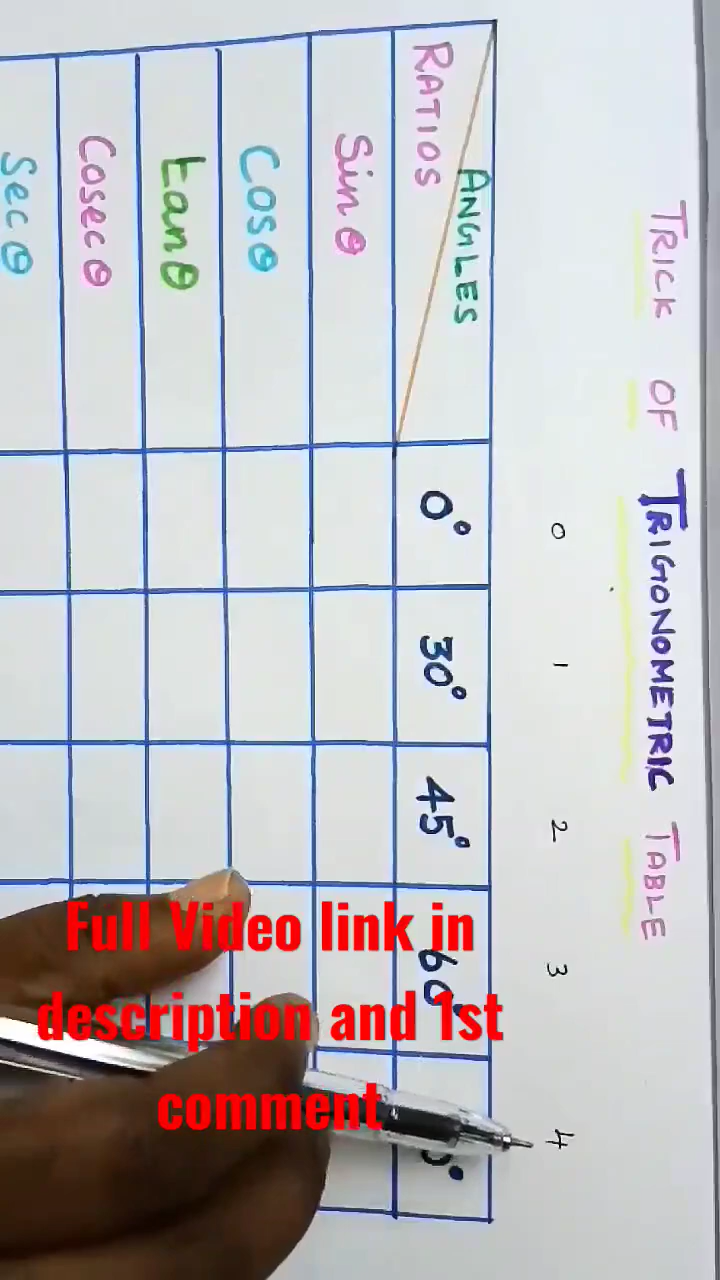 TRICK OF TRIGONOMETRIC TABLE
0 1 2 3 4
ANGLES
RATIOS
0° 30° 45° 60°
Sinθ
Cosθ
tanθ
Cosecθ
Secθ
Full Video link in
description and 1st
comment